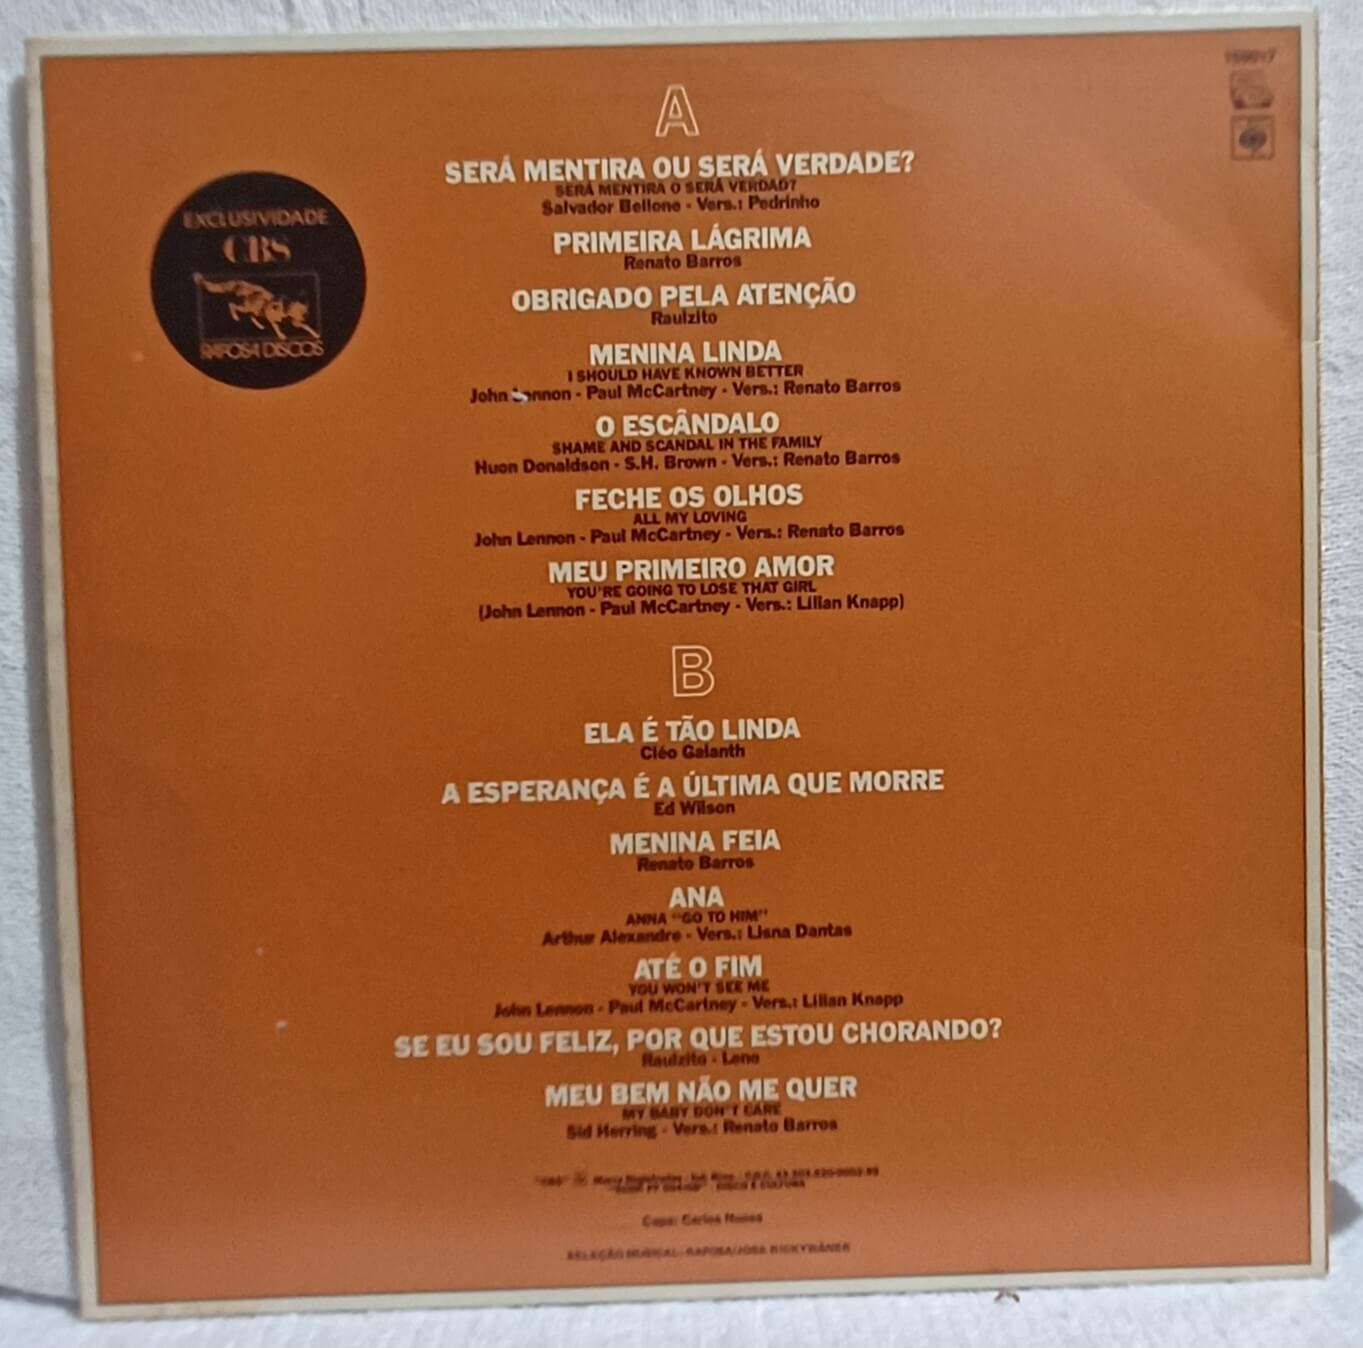 EXCLUSIVIDADE
CBS
RAPOSA DISCOS
A
SERÁ MENTIRA OU SERÁ VERDADE?
SERÁ MENTIRA O SERÁ VERDAD?
Salvador Bellone - Vers.: Pedrinho
PRIMEIRA LÁGRIMA
Renato Barros
OBRIGADO PELA ATENÇÃO
Raulzito
MENINA LINDA
I SHOULD HAVE KNOWN BETTER
John Lennon - Paul McCartney - Vers.: Renato Barros
O ESCÂNDALO
SHAME AND SCANDAL IN THE FAMILY
Huon Donaldson - S.H. Brown - Vers.: Renato Barros
FECHE OS OLHOS
ALL MY LOVING
John Lennon - Paul McCartney - Vers.: Renato Barros
MEU PRIMEIRO AMOR
YOU'RE GOING TO LOSE THAT GIRL
(John Lennon - Paul McCartney - Vers.: Lilian Knapp)
B
ELA É TÃO LINDA
Cléo Galanth
A ESPERANÇA É A ÚLTIMA QUE MORRE
Ed Wilson
MENINA FEIA
Renato Barros
ANA
ANNA "GO TO HIM"
Arthur Alexandre - Vers.: Lisna Dantas
ATÉ O FIM
YOU WON'T SEE ME
John Lennon - Paul McCartney - Vers.: Lilian Knapp
SE EU SOU FELIZ, POR QUE ESTOU CHORANDO?
Raulzito - Leno
MEU BEM NÃO ME QUER
MY BABY DON'T CARE
Sid Herring - Vers.: Renato Barros
DISCO É CULTURA
Capa: Carlos Nunes
SELEÇÃO MUSICAL: RAPOSA/JOSÉ